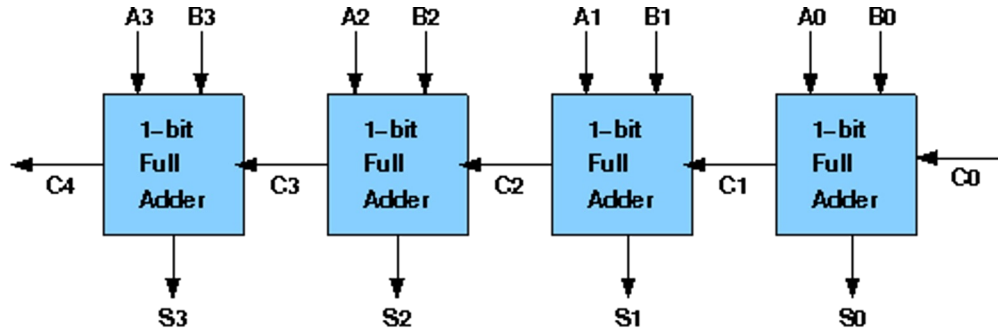 A3 B3 A2 B2 A1 B1 A0 B0
1-bit 1-bit 1-bit 1-bit
Full Full Full Full
Adder Adder Adder Adder
C4 C3 C2 C1 C0
S3 S2 S1 S0